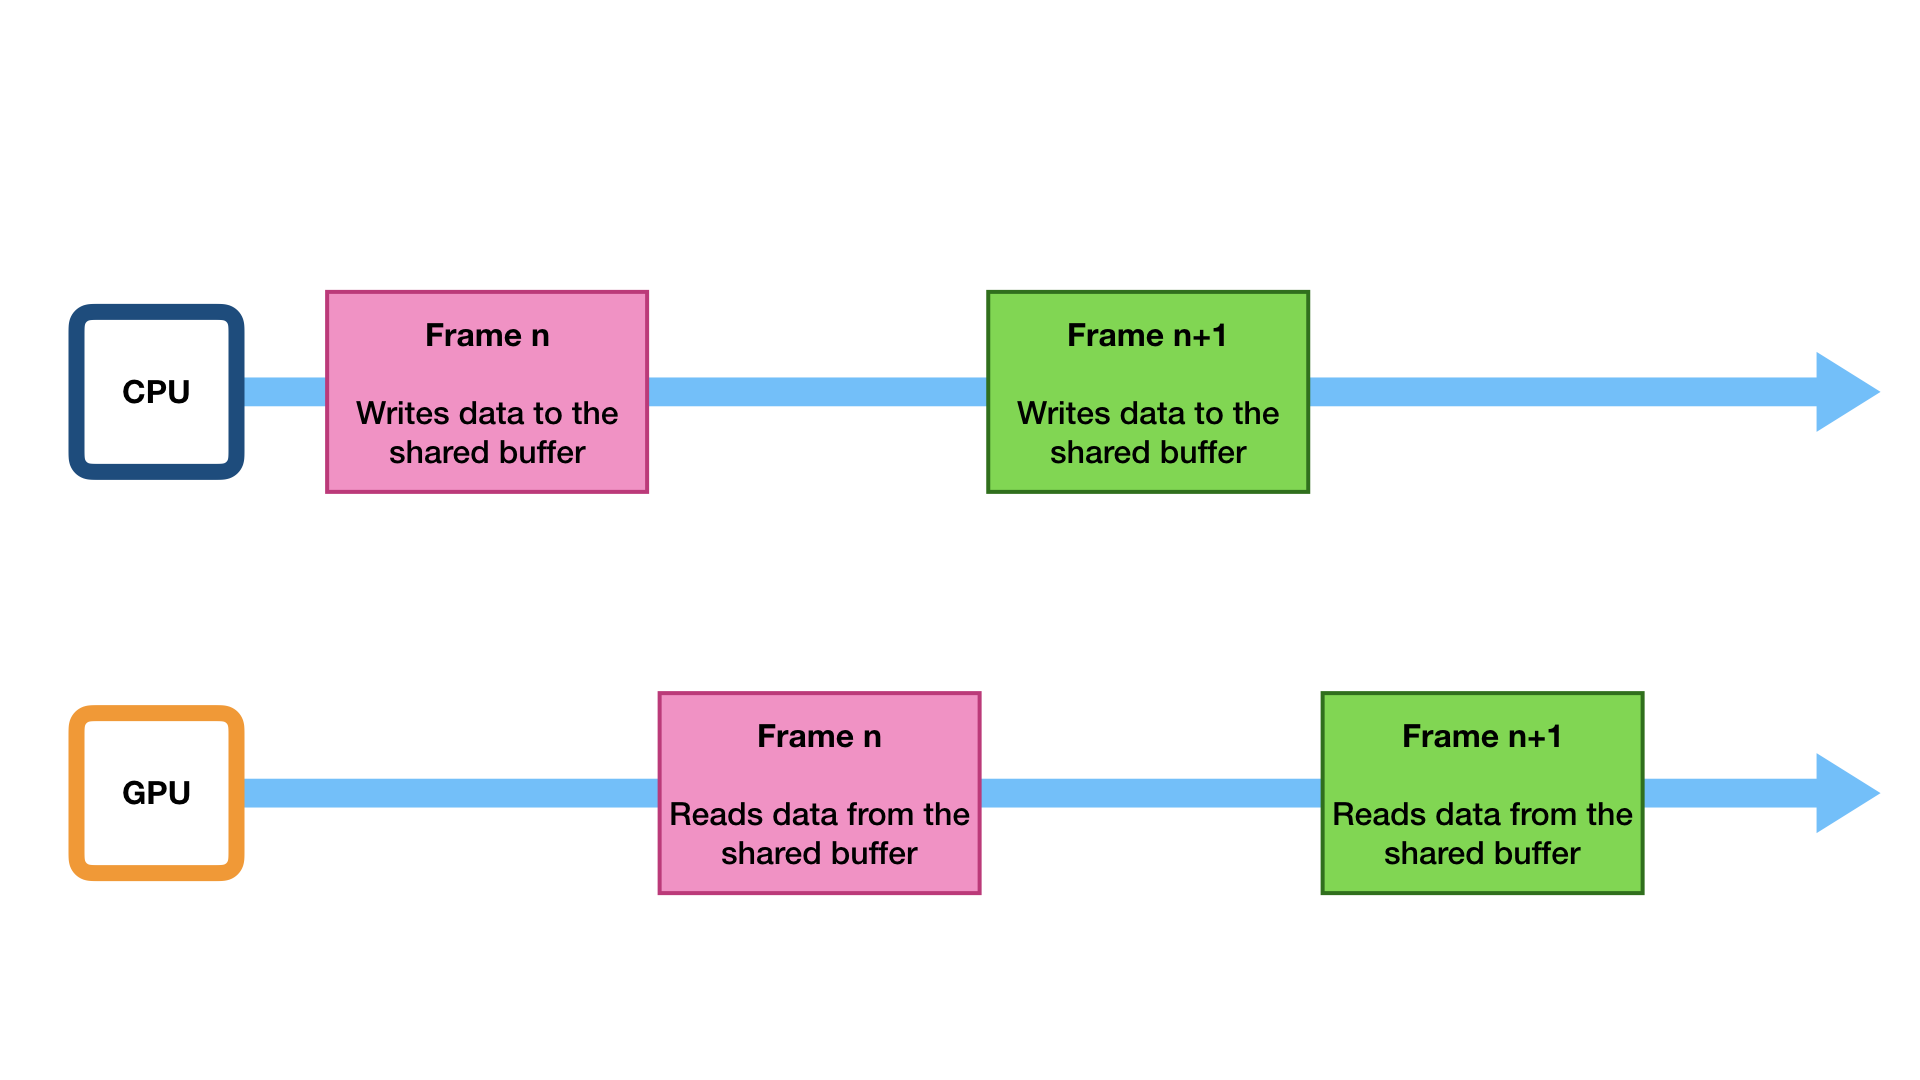 CPU
Frame n
Writes data to the
shared buffer
Frame n+1
Writes data to the
shared buffer
GPU
Frame n
Reads data from the
shared buffer
Frame n+1
Reads data from the
shared buffer